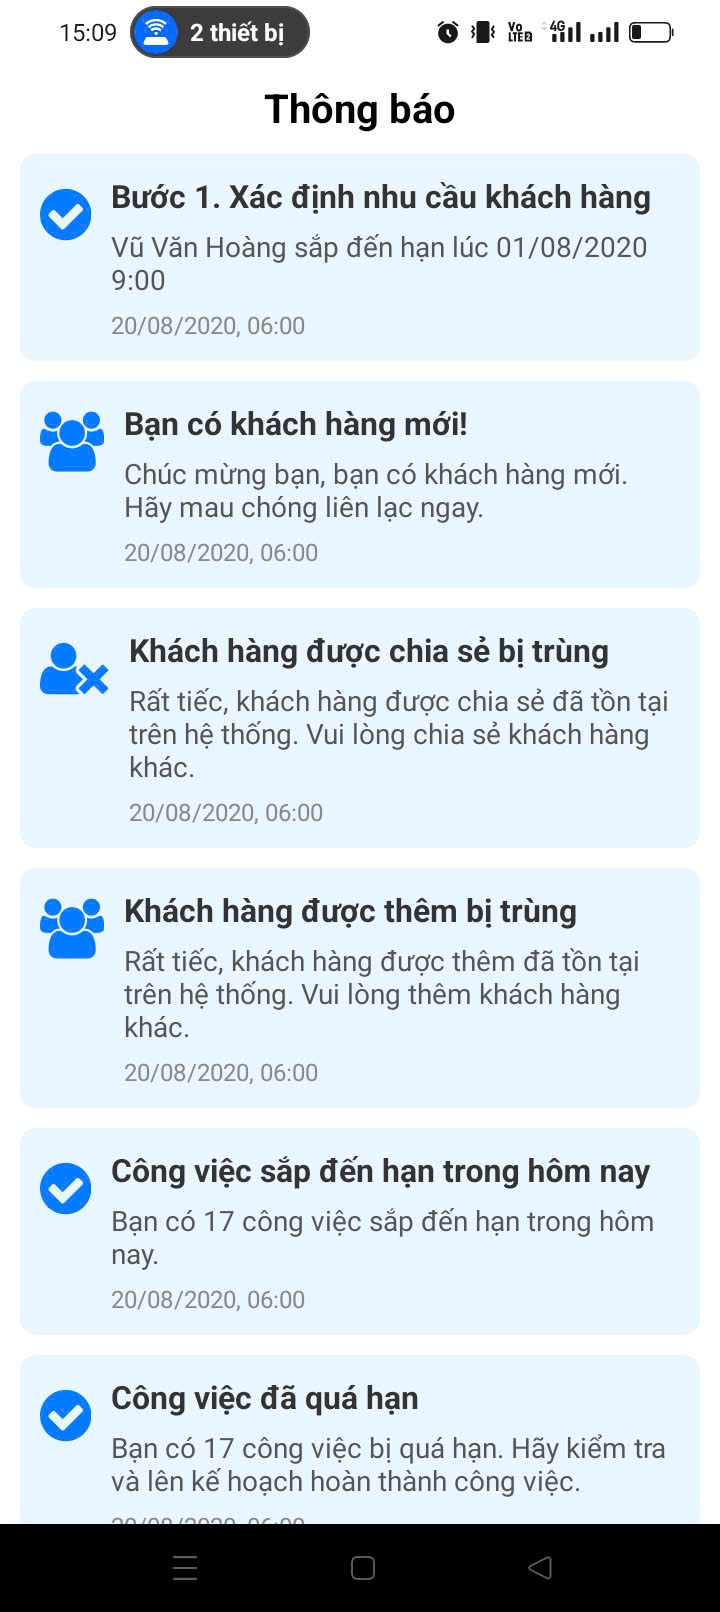 15:09
2 thiết bị
Vo
LTE2
4G
Thông báo
Bước 1. Xác định nhu cầu khách hàng
Vũ Văn Hoàng sắp đến hạn lúc 01/08/2020
9:00
20/08/2020, 06:00
Bạn có khách hàng mới!
Chúc mừng bạn, bạn có khách hàng mới.
Hãy mau chóng liên lạc ngay.
20/08/2020, 06:00
Khách hàng được chia sẻ bị trùng
Rất tiếc, khách hàng được chia sẻ đã tồn tại
trên hệ thống. Vui lòng chia sẻ khách hàng
khác.
20/08/2020, 06:00
Khách hàng được thêm bị trùng
Rất tiếc, khách hàng được thêm đã tồn tại
trên hệ thống. Vui lòng thêm khách hàng
khác.
20/08/2020, 06:00
Công việc sắp đến hạn trong hôm nay
Bạn có 17 công việc sắp đến hạn trong hôm
nay.
20/08/2020, 06:00
Công việc đã quá hạn
Bạn có 17 công việc bị quá hạn. Hãy kiểm tra
và lên kế hoạch hoàn thành công việc.